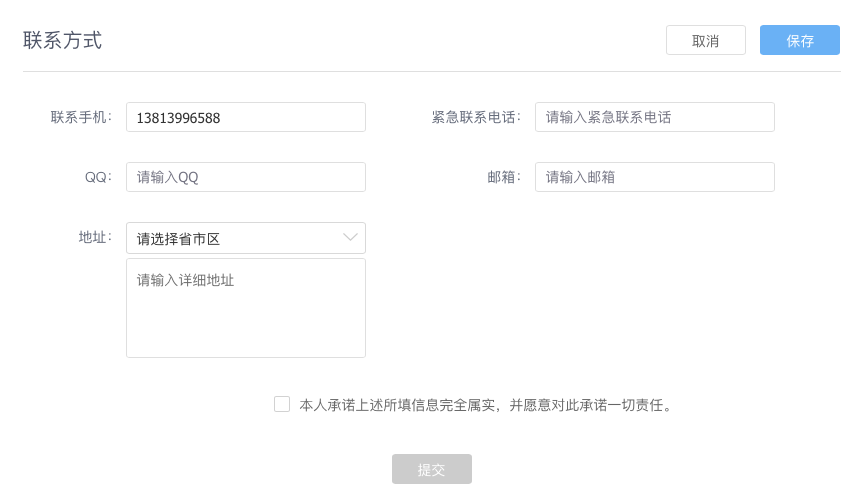 联系方式 取消 保存
联系手机： 13813996588 紧急联系电话： 请输入紧急联系电话
QQ： 请输入QQ 邮箱： 请输入邮箱
地址： 请选择省市区
请输入详细地址
本人承诺上述所填信息完全属实，并愿意对此承诺一切责任。
提交